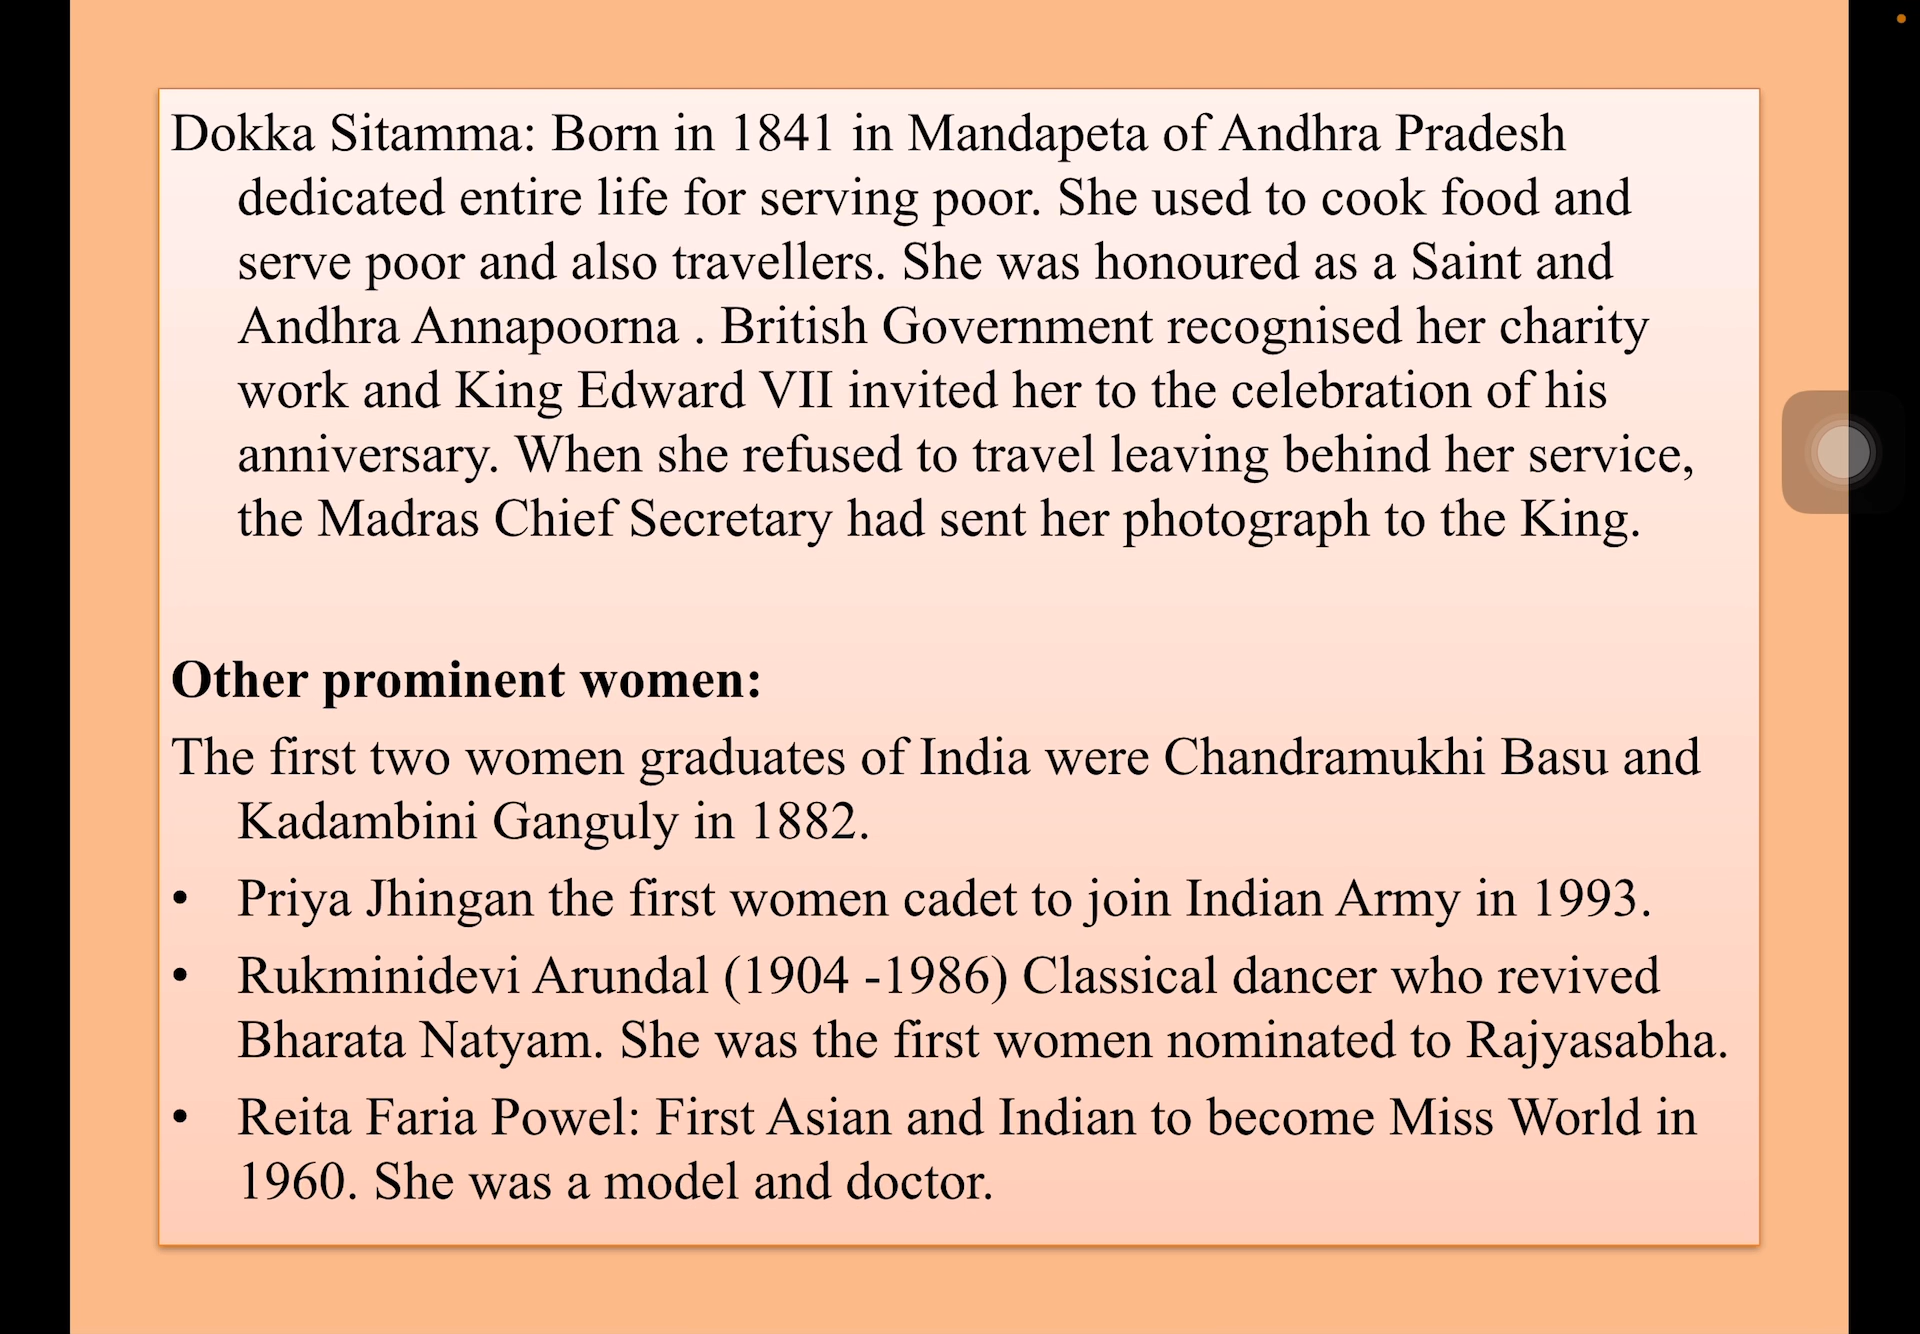 Dokka Sitamma: Born in 1841 in Mandapeta of Andhra Pradesh
dedicated entire life for serving poor. She used to cook food and
serve poor and also travellers. She was honoured as a Saint and
Andhra Annapoorna . British Government recognised her charity
work and King Edward VII invited her to the celebration of his
anniversary. When she refused to travel leaving behind her service,
the Madras Chief Secretary had sent her photograph to the King.
Other prominent women:
The first two women graduates of India were Chandramukhi Basu and
Kadambini Ganguly in 1882.
• Priya Jhingan the first women cadet to join Indian Army in 1993.
• Rukminidevi Arundal (1904 -1986) Classical dancer who revived
Bharata Natyam. She was the first women nominated to Rajyasabha.
• Reita Faria Powel: First Asian and Indian to become Miss World in
1960. She was a model and doctor.